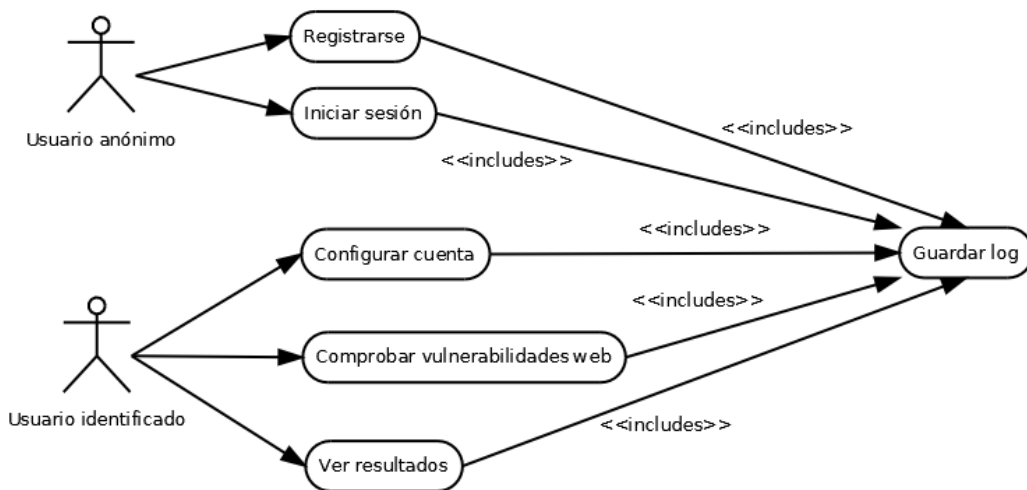 Registrarse
Iniciar sesión
Usuario anónimo
<<includes>>
<<includes>>
Configurar cuenta
<<includes>>
Guardar log
<<includes>>
Comprobar vulnerabilidades web
Usuario identificado
<<includes>>
Ver resultados